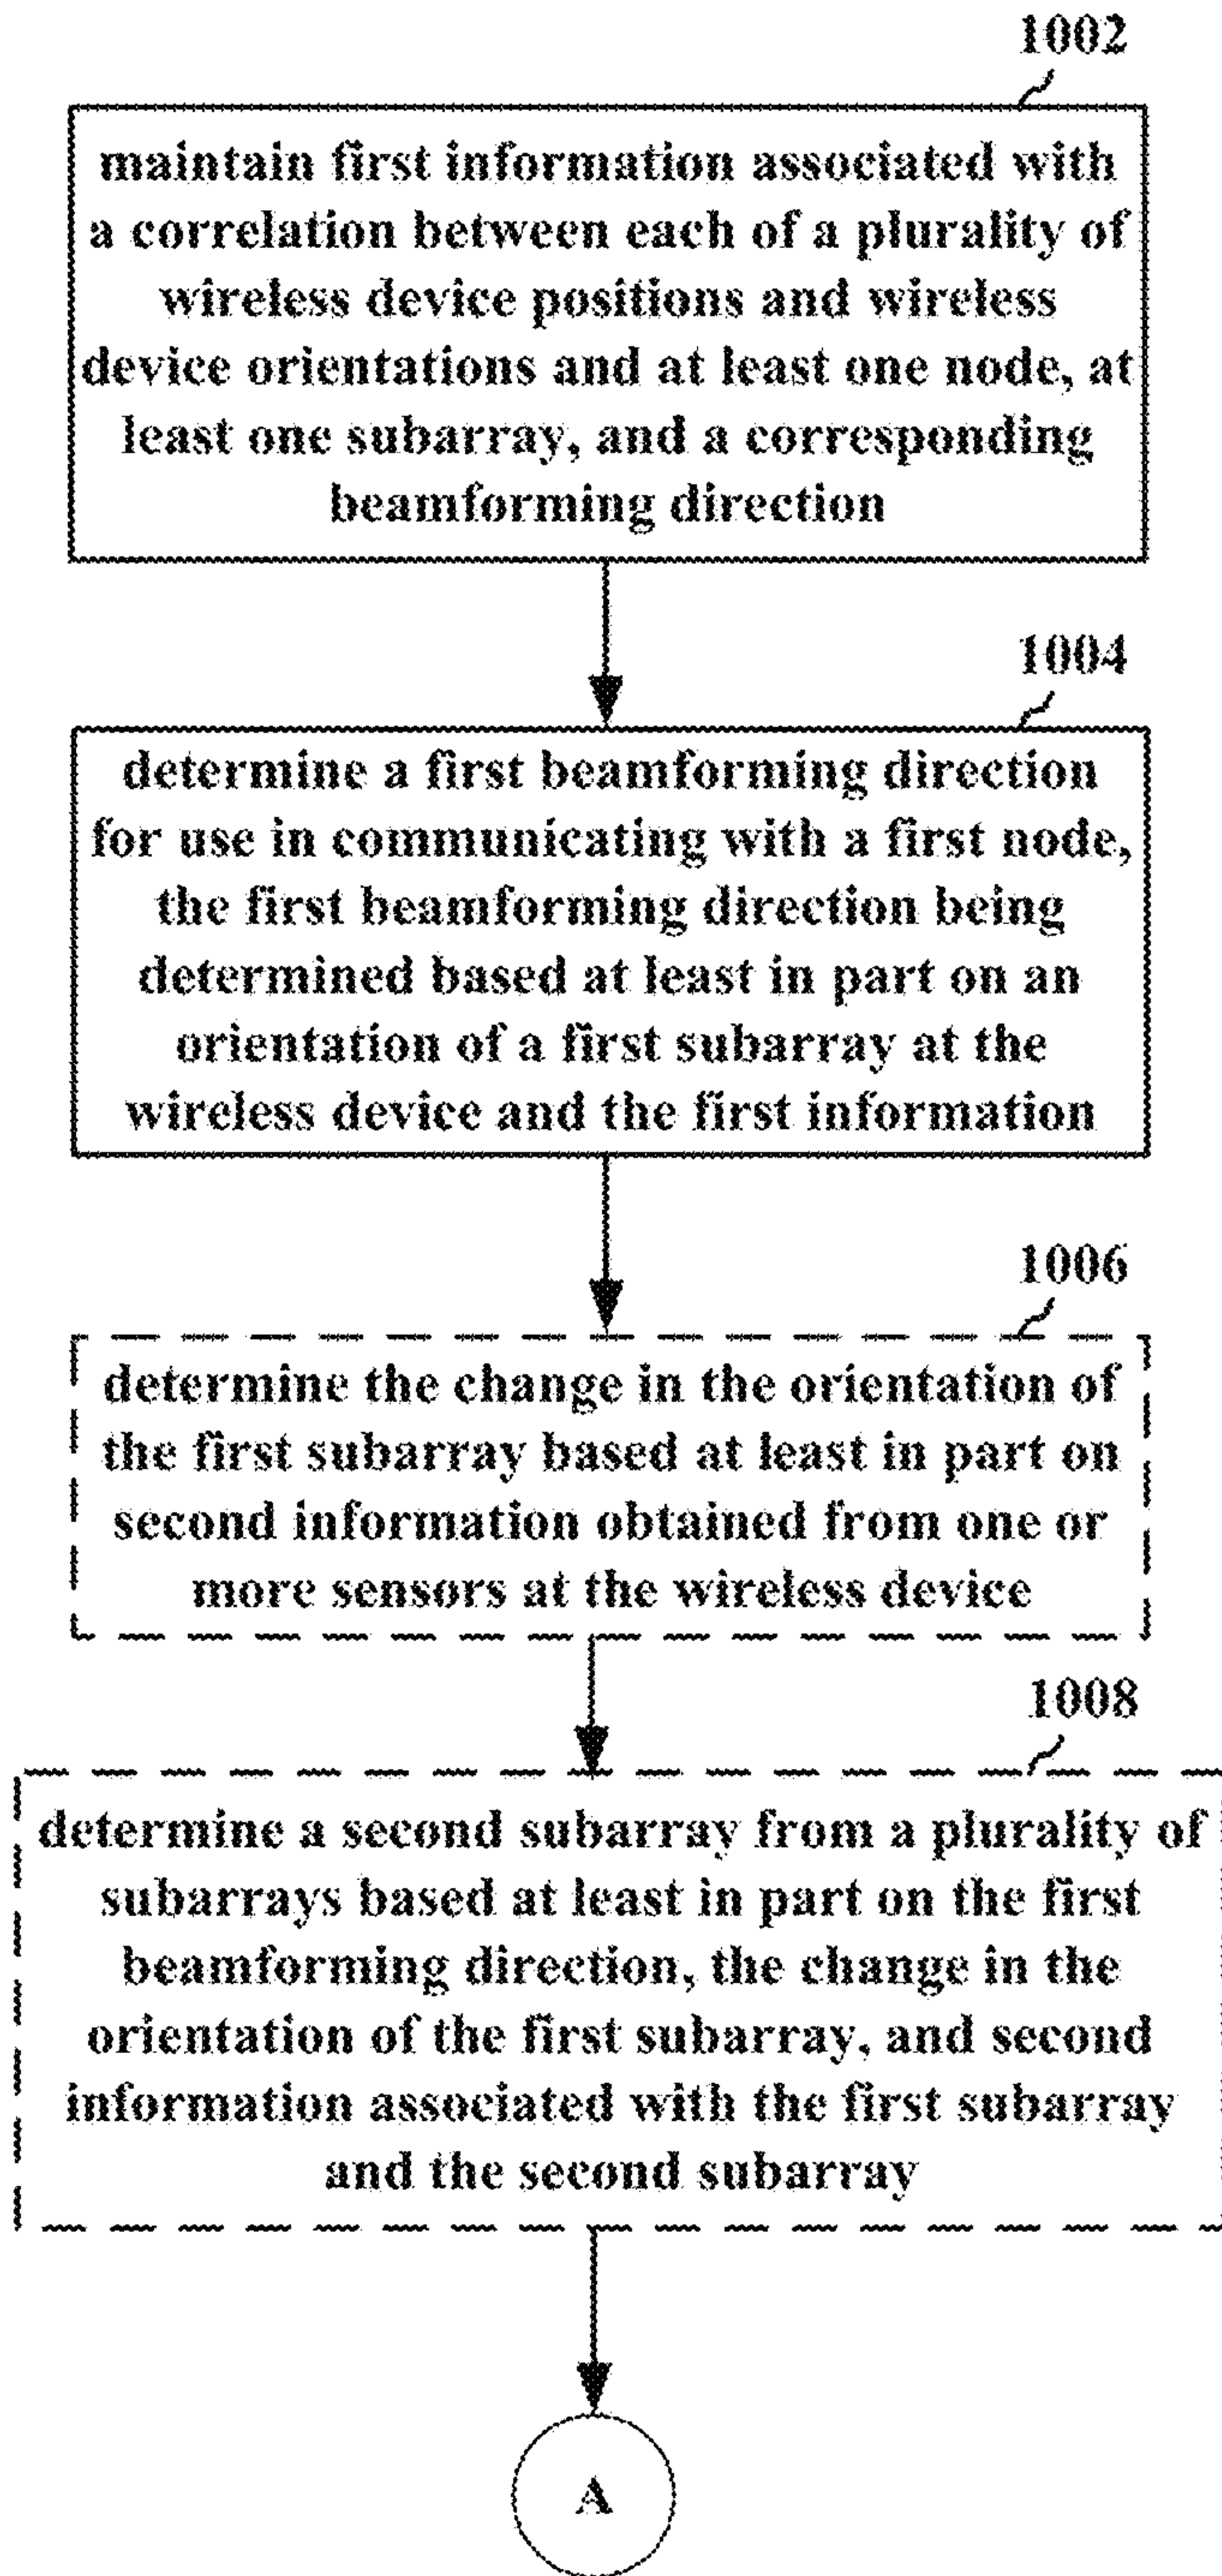 1002
maintain first information associated with
a correlation between each of a plurality of
wireless device positions and wireless
device orientations and at least one node, at
least one subarray, and a corresponding
beamforming direction
1004
determine a first beamforming direction
for use in communicating with a first node,
the first beamforming direction being
determined based at least in part on an
orientation of a first subarray at the
wireless device and the first information
1006
determine the change in the orientation of
the first subarray based at least in part on
second information obtained from one or
more sensors at the wireless device
1008
determine a second subarray from a plurality of
subarrays based at least in part on the first
beamforming direction, the change in the
orientation of the first subarray, and second
information associated with the first subarray
and the second subarray
A